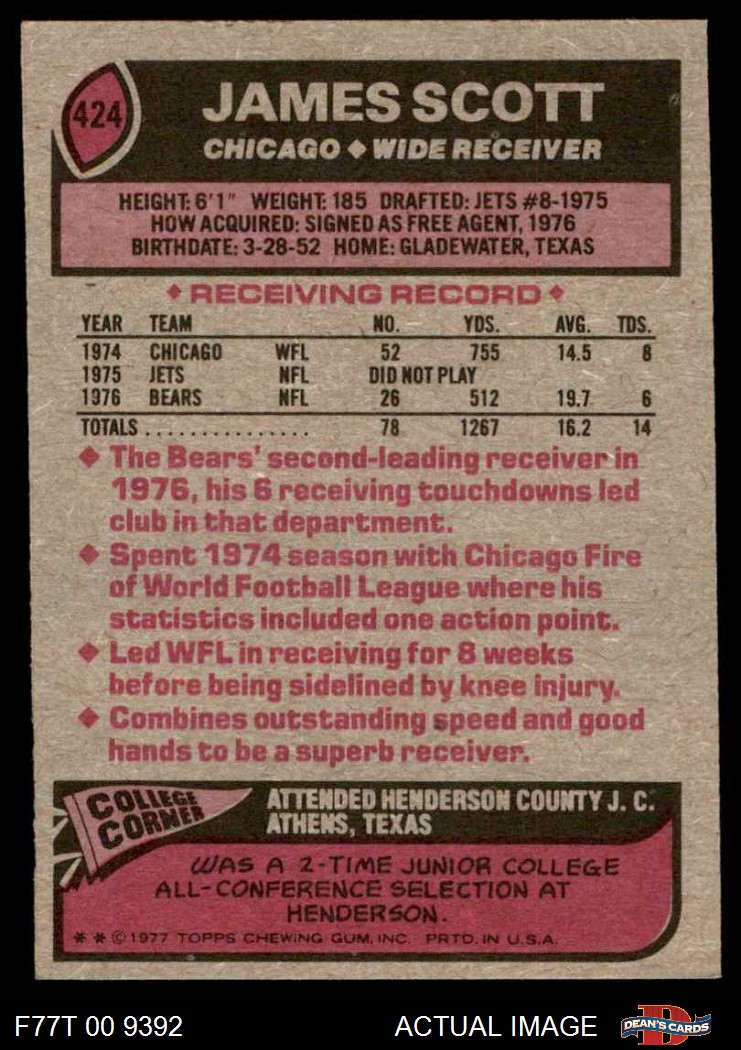 424
JAMES SCOTT
CHICAGO ◆ WIDE RECEIVER
HEIGHT: 6'1" WEIGHT: 185 DRAFTED: JETS #8-1975
HOW ACQUIRED: SIGNED AS FREE AGENT, 1976
BIRTHDATE: 3-28-52 HOME: GLADEWATER, TEXAS
◆ RECEIVING RECORD ◆
YEAR TEAM NO. YDS. AVG. TDS.
1974 CHICAGO WFL 52 755 14.5 8
1975 JETS NFL DID NOT PLAY
1976 BEARS NFL 26 512 19.7 6
TOTALS ............... 78 1267 16.2 14
◆ The Bears' second-leading receiver in
1976, his 6 receiving touchdowns led
club in that department.
◆ Spent 1974 season with Chicago Fire
of World Football League where his
statistics included one action point.
◆ Led WFL in receiving for 8 weeks
before being sidelined by knee injury.
◆ Combines outstanding speed and good
hands to be a superb receiver.
COLLEGE
CORNER
ATTENDED HENDERSON COUNTY J. C.
ATHENS, TEXAS
WAS A 2-TIME JUNIOR COLLEGE
ALL-CONFERENCE SELECTION AT
HENDERSON.
* * © 1977 TOPPS CHEWING GUM, INC. PRTD. IN U.S.A.
F77T 00 9392
ACTUAL IMAGE
D
DEAN'S CARDS